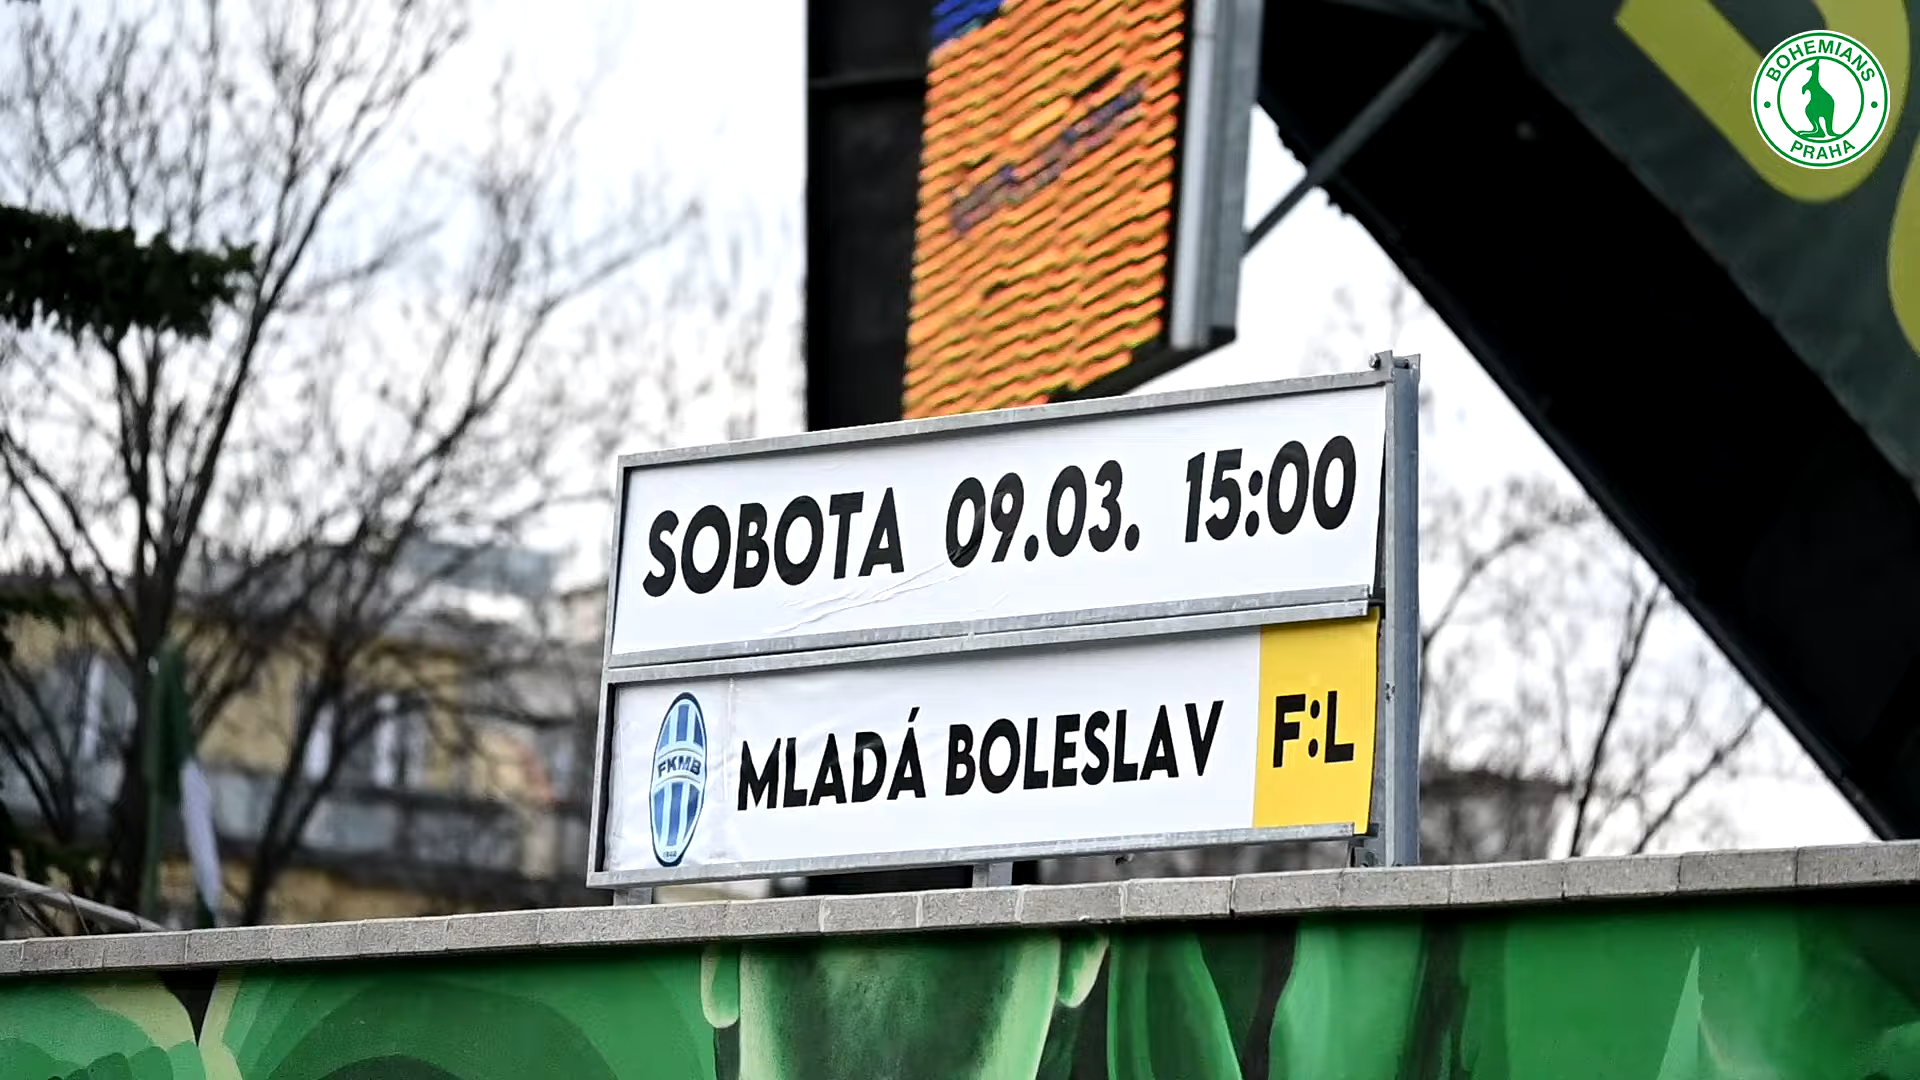 BOHEMIANS
PRAHA
SOBOTA 09.03. 15:00
FKMB
MLADÁ BOLESLAV F:L